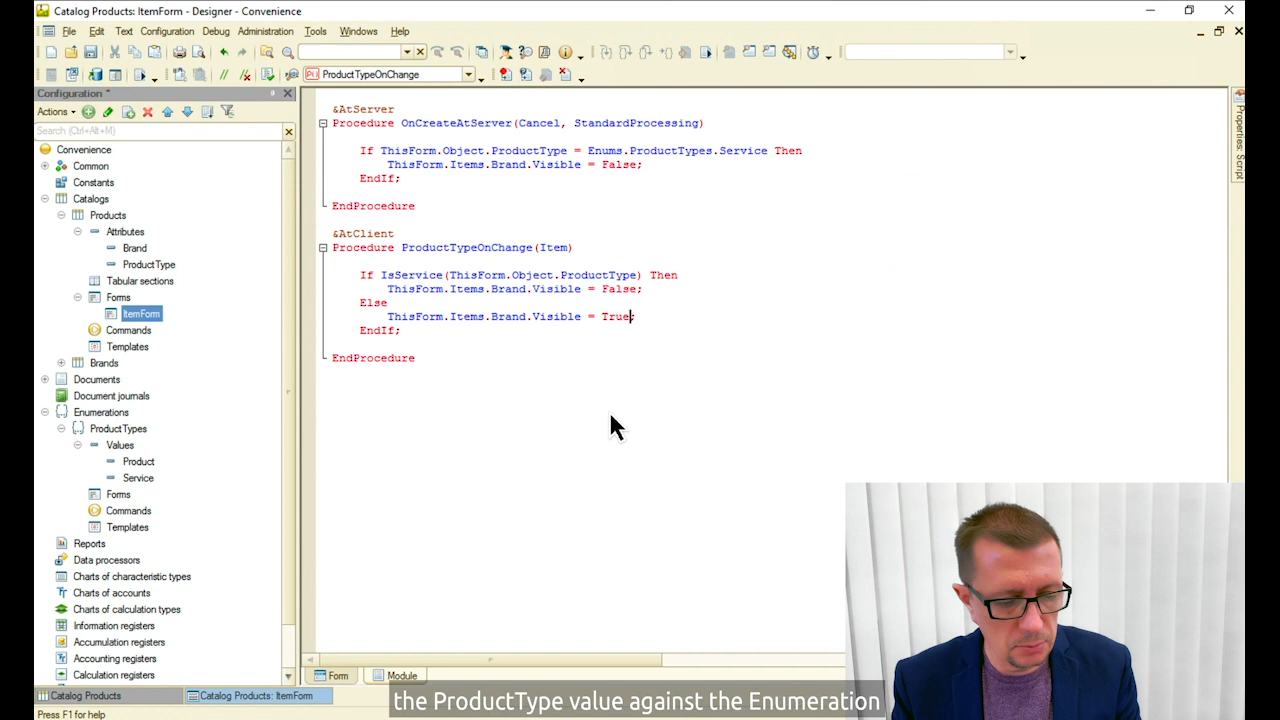 Catalog Products: ItemForm - Designer - Convenience
File Edit Text Configuration Debug Administration Tools Windows Help
ProductTypeOnChange
Configuration *
Actions
Search (Ctrl+Alt+M)
Convenience
Common
Constants
Catalogs
Products
Attributes
Brand
ProductType
Tabular sections
Forms
ItemForm
Commands
Templates
Brands
Documents
Document journals
Enumerations
ProductTypes
Values
Product
Service
Forms
Commands
Templates
Reports
Data processors
Charts of characteristic types
Charts of accounts
Charts of calculation types
Information registers
Accumulation registers
Accounting registers
Calculation registers
&AtServer
Procedure OnCreateAtServer(Cancel, StandardProcessing)
If ThisForm.Object.ProductType = Enums.ProductTypes.Service Then
ThisForm.Items.Brand.Visible = False;
EndIf;
EndProcedure
&AtClient
Procedure ProductTypeOnChange(Item)
If IsService(ThisForm.Object.ProductType) Then
ThisForm.Items.Brand.Visible = False;
Else
ThisForm.Items.Brand.Visible = True;
EndIf;
EndProcedure
Properties: Script
Form Module
Catalog Products Catalog Products: ItemForm
the ProductType value against the Enumeration
Press F1 for help